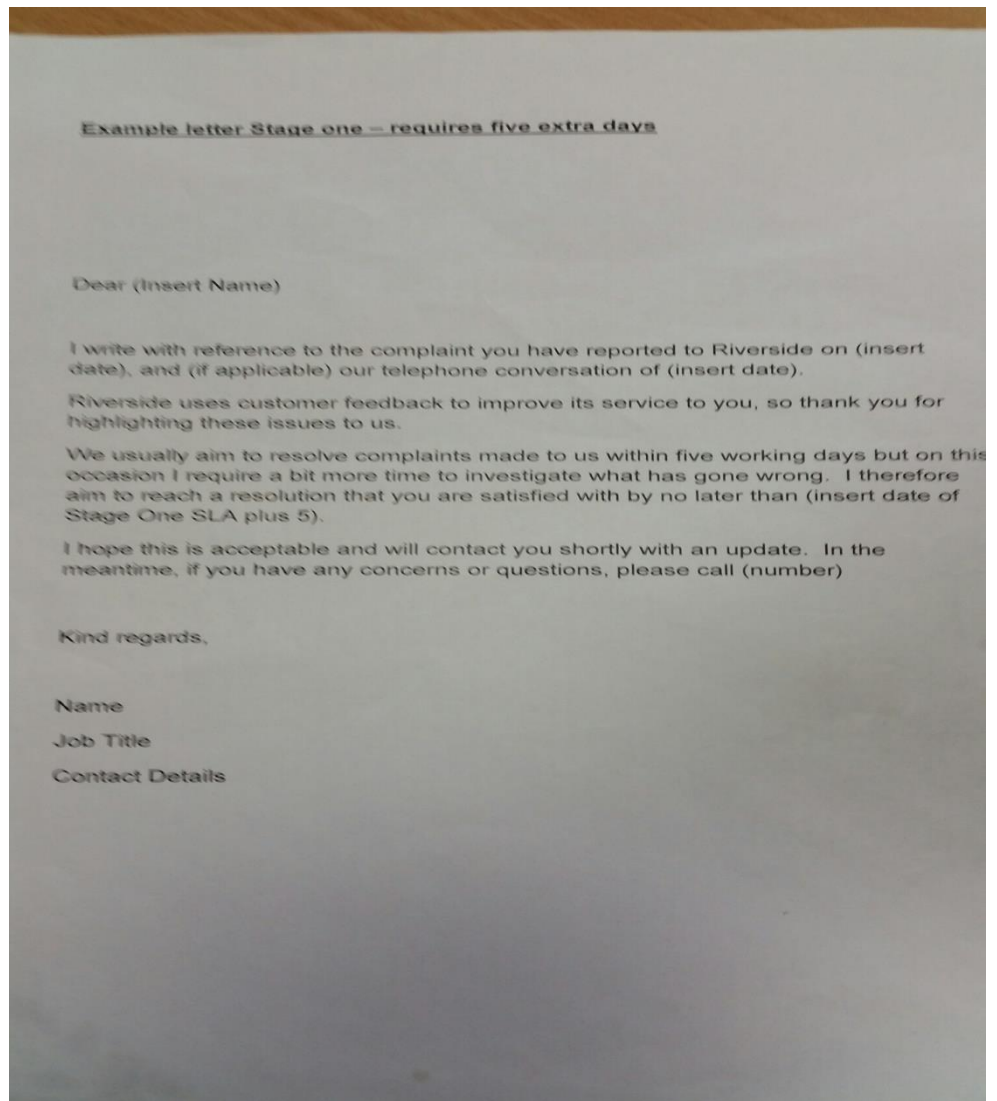 Example letter Stage one – requires five extra days
Dear (Insert Name)
I write with reference to the complaint you have reported to Riverside on (insert
date), and (if applicable) our telephone conversation of (insert date).
Riverside uses customer feedback to improve its service to you, so thank you for
highlighting these issues to us.
We usually aim to resolve complaints made to us within five working days but on this
occasion I require a bit more time to investigate what has gone wrong.  I therefore
aim to reach a resolution that you are satisfied with by no later than (insert date of
Stage One SLA plus 5).
I hope this is acceptable and will contact you shortly with an update.  In the
meantime, if you have any concerns or questions, please call (number)
Kind regards,
Name
Job Title
Contact Details